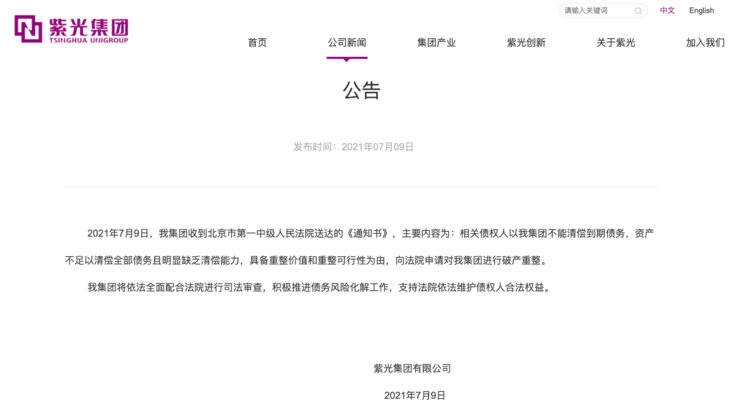 请输入关键词
中文
English
紫光集团
TSINGHUA UNIGROUP
首页
公司新闻
集团产业
紫光创新
关于紫光
加入我们
公告
发布时间：2021年07月09日
2021年7月9日，我集团收到北京市第一中级人民法院送达的《通知书》，主要内容为：相关债权人以我集团不能清偿到期债务，资产
不足以清偿全部债务且明显缺乏清偿能力，具备重整价值和重整可行性为由，向法院申请对我集团进行破产重整。
我集团将依法全面配合法院进行司法审查，积极推进债务风险化解工作，支持法院依法维护债权人合法权益。
紫光集团有限公司
2021年7月9日